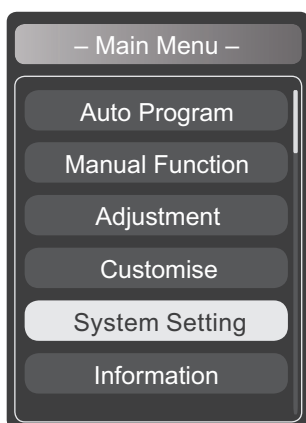 – Main Menu –
Auto Program
Manual Function
Adjustment
Customise
System Setting
Information